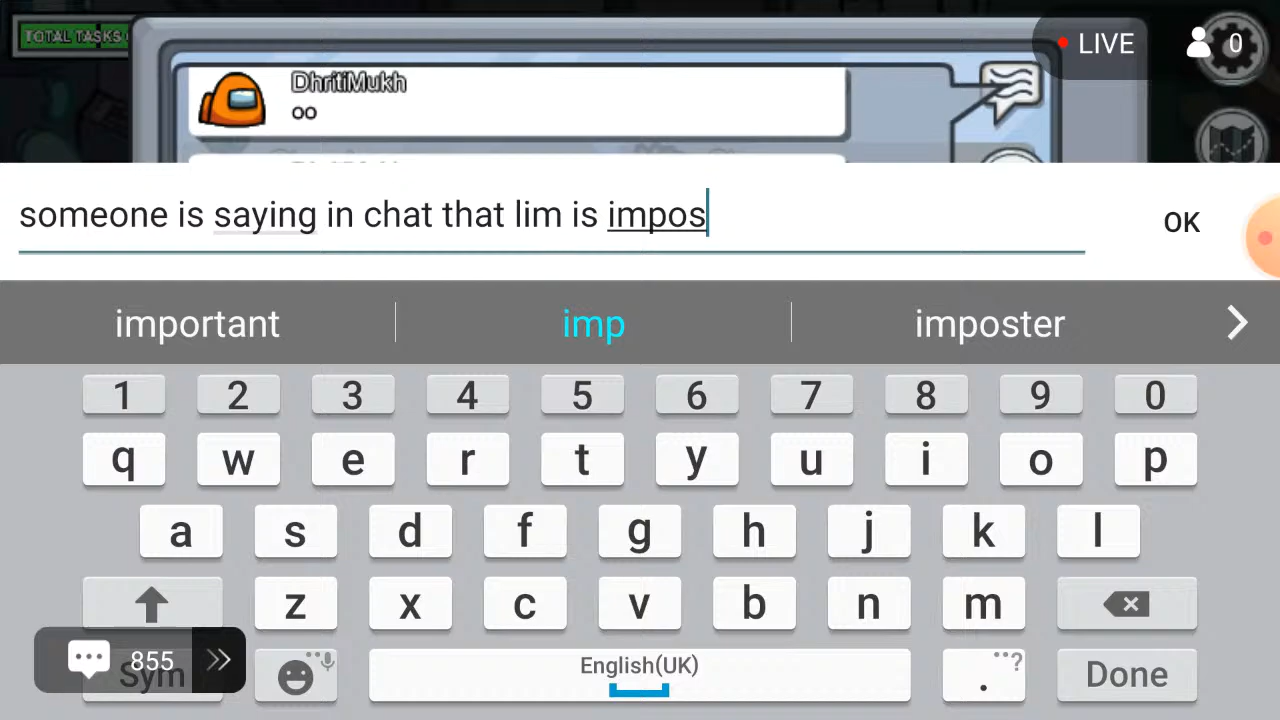 TOTAL TASKS
LIVE
0
DhritiMukh
oo
someone is saying in chat that lim is impos
OK
important
imp
imposter
1 2 3 4 5 6 7 8 9 0
q w e r t y u i o p
a s d f g h j k l
z x c v b n m
855
Sym
English(UK)
. ?
Done